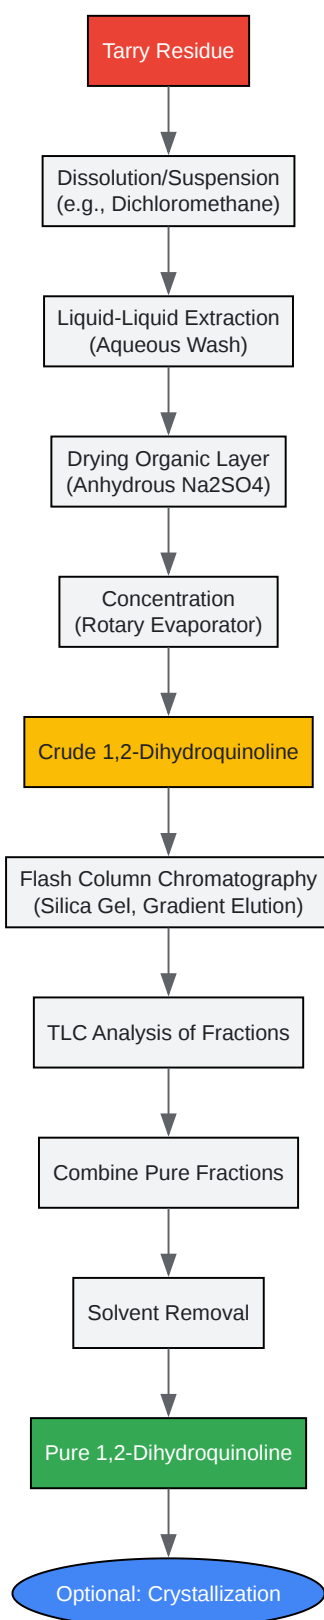 Tarry Residue
Dissolution/Suspension
(e.g., Dichloromethane)
Liquid-Liquid Extraction
(Aqueous Wash)
Drying Organic Layer
(Anhydrous Na2SO4)
Concentration
(Rotary Evaporator)
Crude 1,2-Dihydroquinoline
Flash Column Chromatography
(Silica Gel, Gradient Elution)
TLC Analysis of Fractions
Combine Pure Fractions
Solvent Removal
Pure 1,2-Dihydroquinoline
Optional: Crystallization